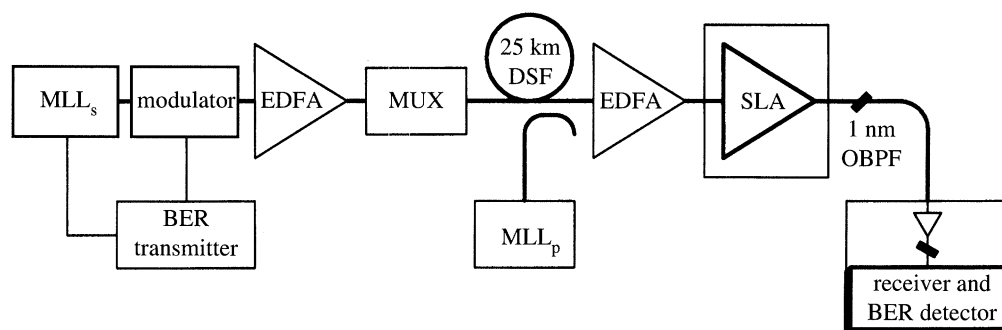 MLLs
modulator
EDFA
MUX
25 km
DSF
EDFA
SLA
1 nm
OBPF
BER
transmitter
MLLp
receiver and
BER detector